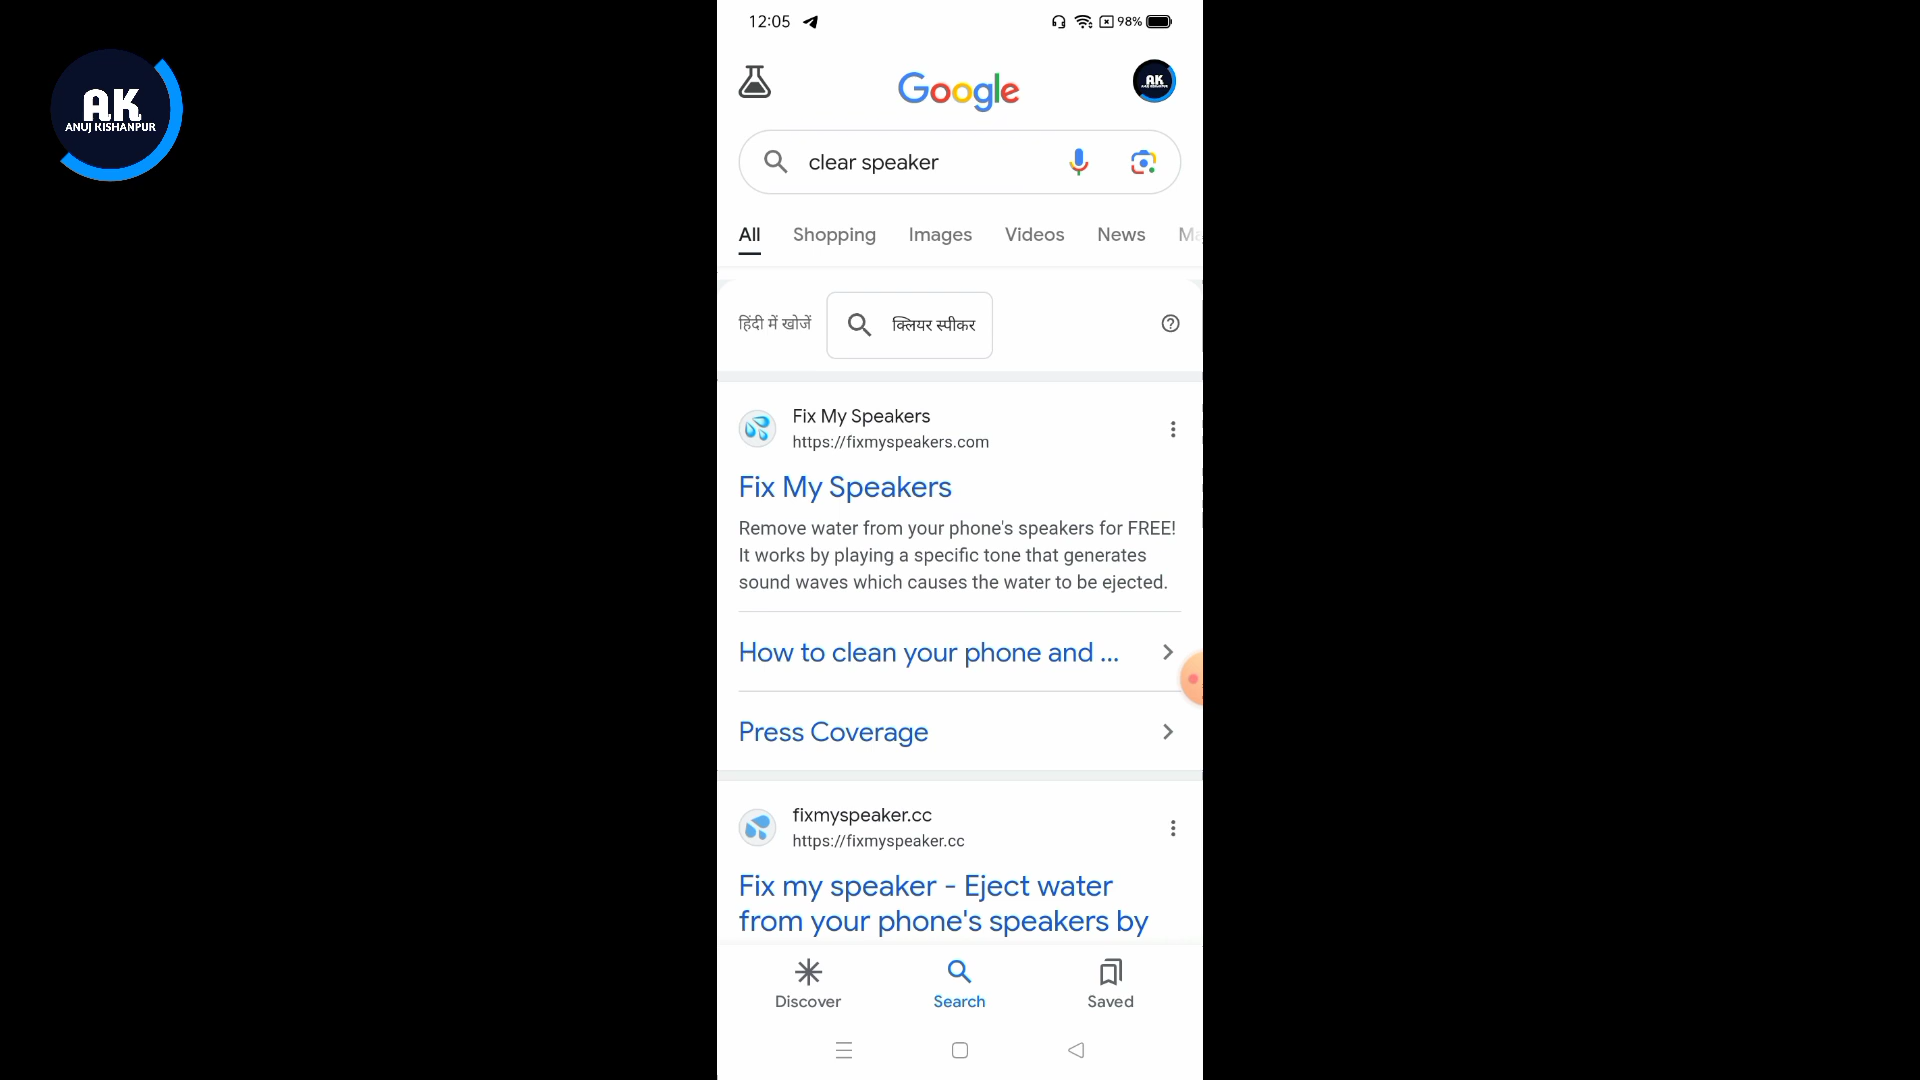 AK
ANUJ KISHANPUR
12:05
98%
Google
AK
clear speaker
All Shopping Images Videos News Ma
हिंदी में खोजें
क्लियर स्पीकर
Fix My Speakers
https://fixmyspeakers.com
Fix My Speakers
Remove water from your phone's speakers for FREE!
It works by playing a specific tone that generates
sound waves which causes the water to be ejected.
How to clean your phone and ...
Press Coverage
fixmyspeaker.cc
https://fixmyspeaker.cc
Fix my speaker - Eject water
from your phone's speakers by
Discover Search Saved